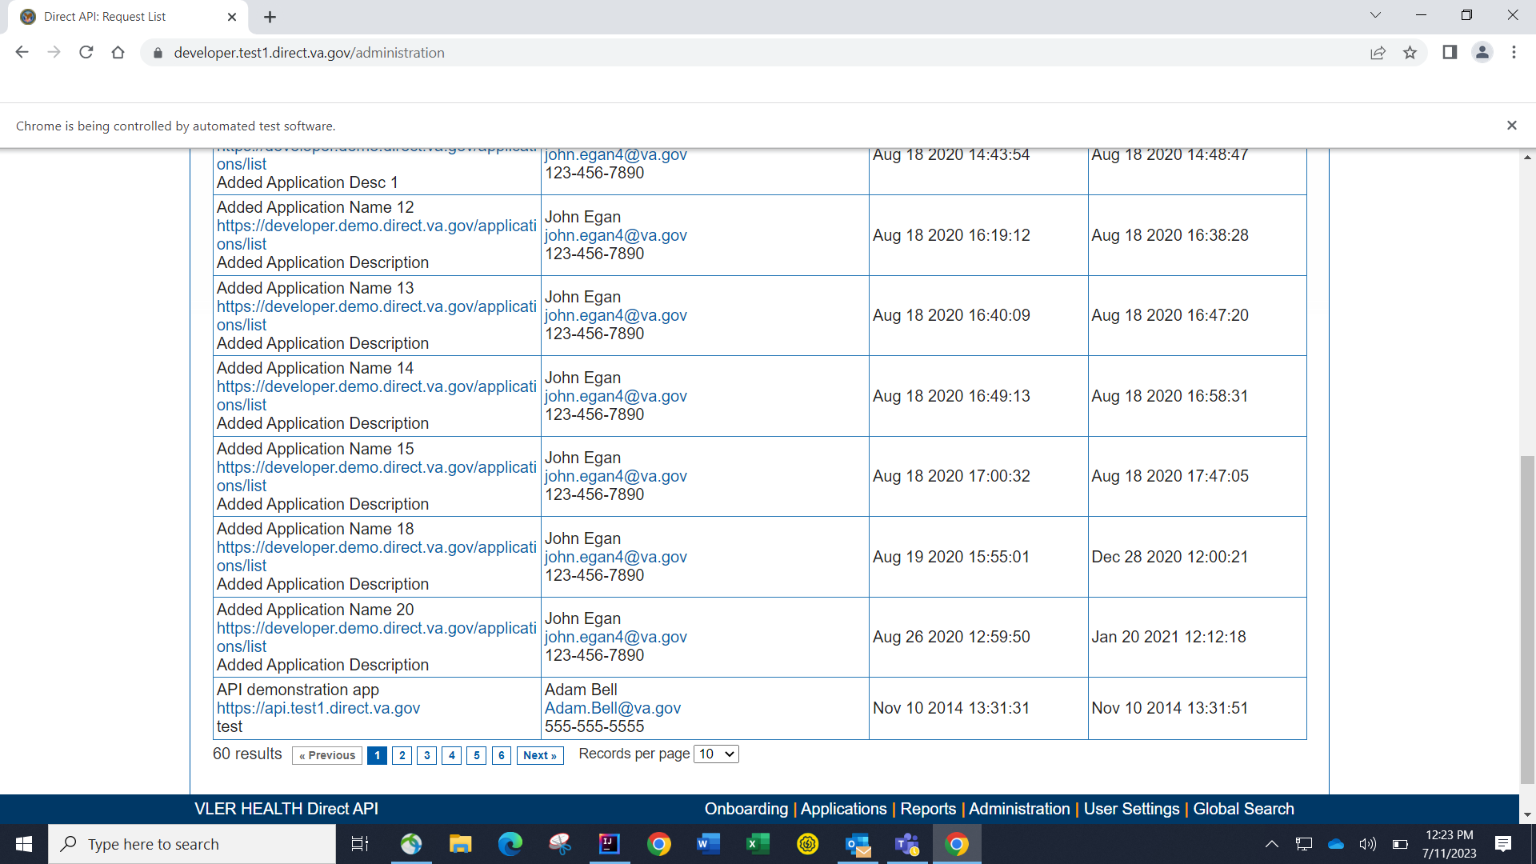 Direct API: Request List
developer.test1.direct.va.gov/administration
Chrome is being controlled by automated test software.
https://developer.demo.direct.va.gov/applicati
ons/list
Added Application Desc 1
john.egan4@va.gov
123-456-7890
Aug 18 2020 14:43:54
Aug 18 2020 14:48:47
Added Application Name 12
https://developer.demo.direct.va.gov/applicati
ons/list
Added Application Description
John Egan
john.egan4@va.gov
123-456-7890
Aug 18 2020 16:19:12
Aug 18 2020 16:38:28
Added Application Name 13
https://developer.demo.direct.va.gov/applicati
ons/list
Added Application Description
John Egan
john.egan4@va.gov
123-456-7890
Aug 18 2020 16:40:09
Aug 18 2020 16:47:20
Added Application Name 14
https://developer.demo.direct.va.gov/applicati
ons/list
Added Application Description
John Egan
john.egan4@va.gov
123-456-7890
Aug 18 2020 16:49:13
Aug 18 2020 16:58:31
Added Application Name 15
https://developer.demo.direct.va.gov/applicati
ons/list
Added Application Description
John Egan
john.egan4@va.gov
123-456-7890
Aug 18 2020 17:00:32
Aug 18 2020 17:47:05
Added Application Name 18
https://developer.demo.direct.va.gov/applicati
ons/list
Added Application Description
John Egan
john.egan4@va.gov
123-456-7890
Aug 19 2020 15:55:01
Dec 28 2020 12:00:21
Added Application Name 20
https://developer.demo.direct.va.gov/applicati
ons/list
Added Application Description
John Egan
john.egan4@va.gov
123-456-7890
Aug 26 2020 12:59:50
Jan 20 2021 12:12:18
API demonstration app
https://api.test1.direct.va.gov
test
Adam Bell
Adam.Bell@va.gov
555-555-5555
Nov 10 2014 13:31:31
Nov 10 2014 13:31:51
60 results « Previous 1 2 3 4 5 6 Next » Records per page 10
VLER HEALTH Direct API
Onboarding | Applications | Reports | Administration | User Settings | Global Search
Type here to search
12:23 PM
7/11/2023